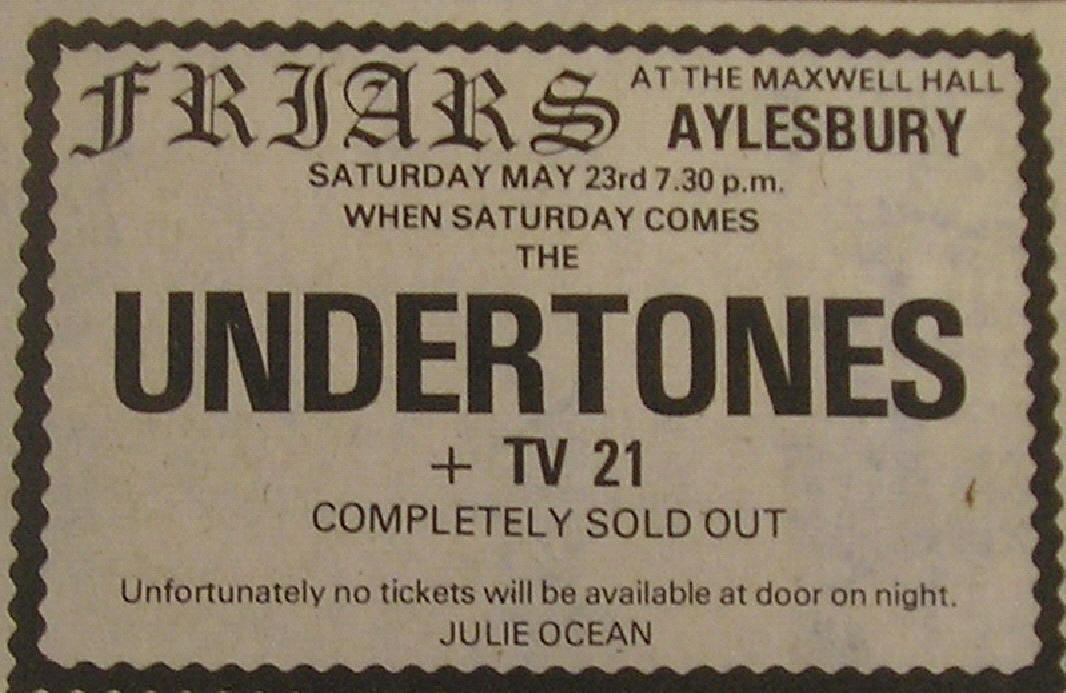 FRIARS AT THE MAXWELL HALL
AYLESBURY
SATURDAY MAY 23rd 7.30 p.m.
WHEN SATURDAY COMES
THE
UNDERTONES
+ TV 21
COMPLETELY SOLD OUT
Unfortunately no tickets will be available at door on night.
JULIE OCEAN